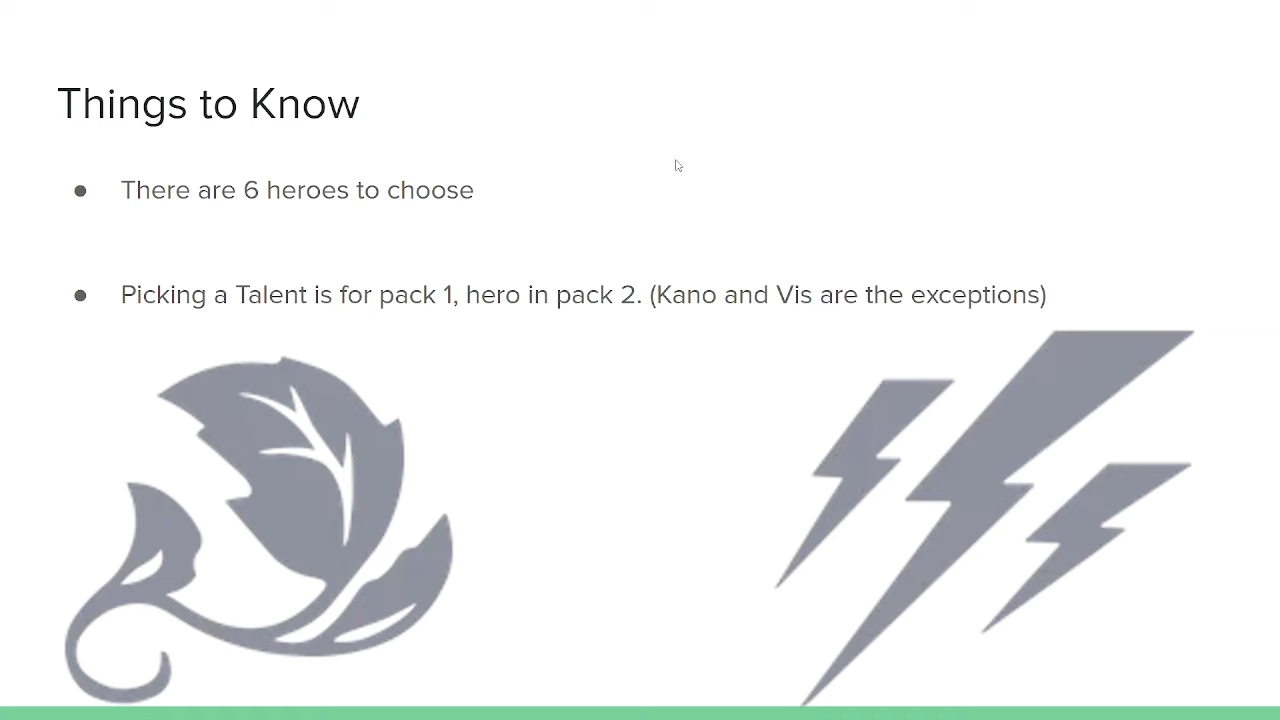 Things to Know
● There are 6 heroes to choose
● Picking a Talent is for pack 1, hero in pack 2. (Kano and Vis are the exceptions)